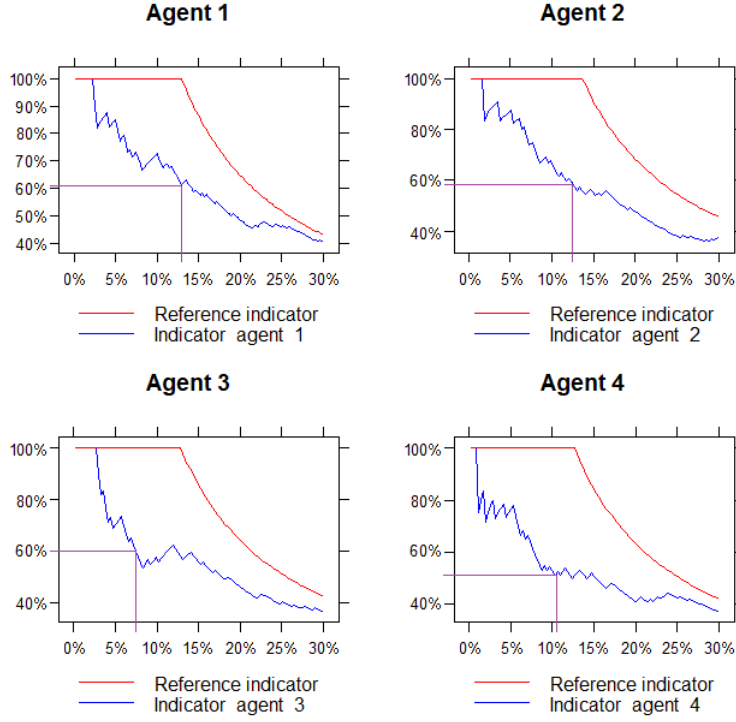 Agent 1
Agent 2
100%
90%
80%
70%
60%
50%
40%
0% 5% 10% 15% 20% 25% 30%
Reference indicator
Indicator agent 1
100%
80%
60%
40%
0% 5% 10% 15% 20% 25% 30%
Reference indicator
Indicator agent 2
Agent 3
Agent 4
100%
80%
60%
40%
0% 5% 10% 15% 20% 25% 30%
Reference indicator
Indicator agent 3
100%
80%
60%
40%
0% 5% 10% 15% 20% 25% 30%
Reference indicator
Indicator agent 4